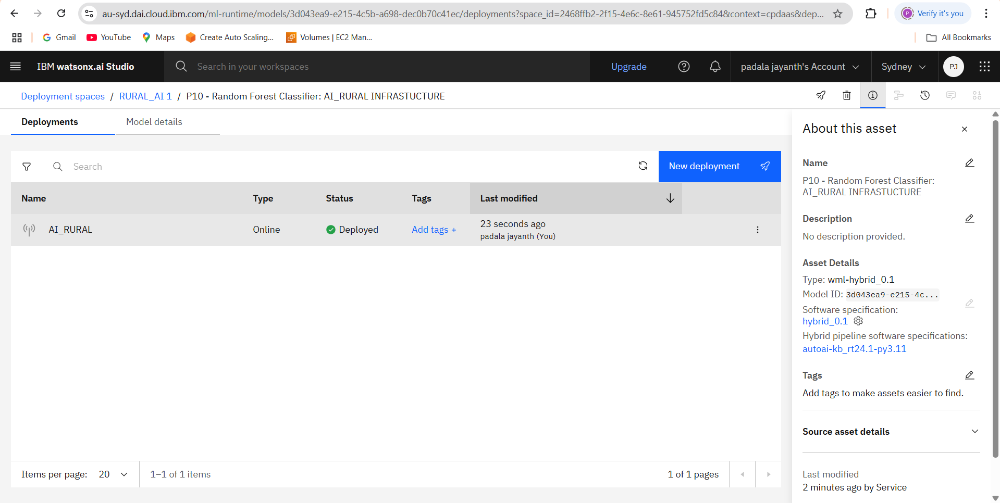 au-syd.dai.cloud.ibm.com/ml-runtime/models/3d043ea9-e215-4c5b-a698-dec0b70c41ec/deployments?space_id=2468ffb2-2f15-4e6c-8e61-945752fd5c84&context=cpdaas&dep...
P
Verify it's you
Gmail
YouTube
Maps
Create Auto Scaling...
Volumes | EC2 Man...
All Bookmarks
IBM watsonx.ai Studio
Search in your workspaces
Upgrade
padala jayanth's Account
Sydney
PJ
Deployment spaces / RURAL_AI 1 / P10 - Random Forest Classifier: AI_RURAL INFRASTUCTURE
Deployments
Model details
Search
New deployment
Name
Type
Status
Tags
Last modified
AI_RURAL
Online
Deployed
Add tags +
23 seconds ago
padala jayanth (You)
Items per page: 20
1–1 of 1 items
1 of 1 pages
About this asset
Name
P10 - Random Forest Classifier:
AI_RURAL INFRASTUCTURE
Description
No description provided.
Asset Details
Type: wml-hybrid_0.1
Model ID: 3d043ea9-e215-4c...
Software specification:
hybrid_0.1
Hybrid pipeline software specifications:
autoai-kb_rt24.1-py3.11
Tags
Add tags to make assets easier to find.
Source asset details
Last modified
2 minutes ago by Service